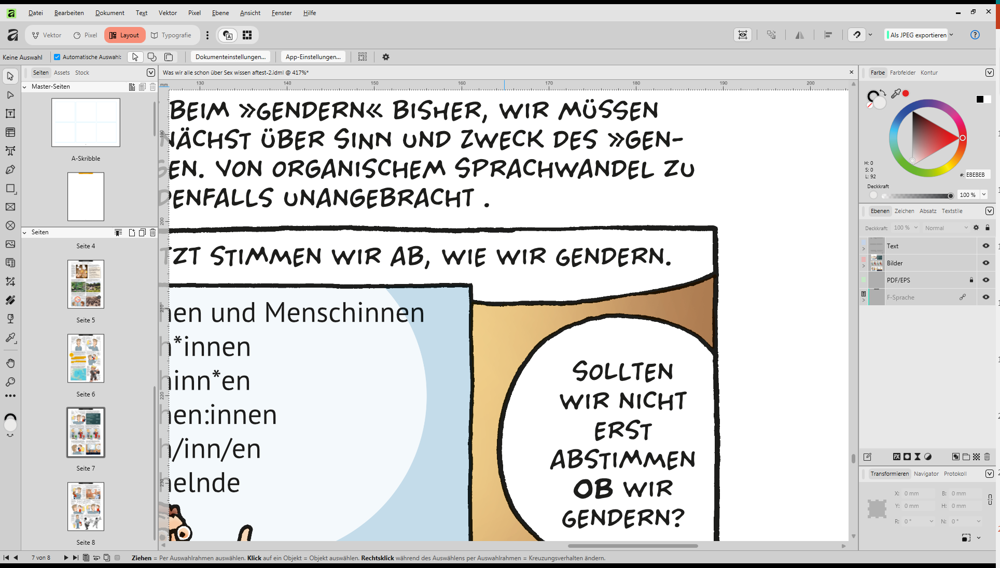 Datei Bearbeiten Dokument Text Vektor Pixel Ebene Ansicht Fenster Hilfe
Vektor Pixel Layout Typografie
Als JPEG exportieren
Keine Auswahl Automatische Auswahl: Dokumenteinstellungen... App-Einstellungen...
Seiten Assets Stock
Was wir alle schon über Sex wissen aftest-2.idml @ 417%*
Master-Seiten
A-Skribble
Seiten
Seite 4
Seite 5
Seite 6
Seite 7
Seite 8
mm 130 140 150 160 170 180 190 200
190
200
210
220
230
BEIM »GENDERN« BISHER, WIR MÜSSEN
NÄCHST ÜBER SINN UND ZWECK DES »GEN-
GEN. VON ORGANISCHEM SPRACHWANDEL ZU
DENFALLS UNANGEBRACHT .
TZT STIMMEN WIR AB, WIE WIR GENDERN.
hen und Menschinnen
h*innen
hinn*en
hen:innen
h/inn/en
helnde
SOLLTEN
WIR NICHT
ERST
ABSTIMMEN
OB WIR
GENDERN?
Farbe Farbfelder Kontur
H: 0
S: 0
L: 92
#: EBEBEB
Deckkraft
100 %
Ebenen Zeichen Absatz Textstile
Deckkraft: 100 % Normal
Text
Bilder
PDF/EPS
F-Sprache
Transformieren Navigator Protokoll
X: 0 mm B: 0 mm
Y: 0 mm H: 0 mm
R: 0 ° N: 0 °
7 von 8
Ziehen = Per Auswahlrahmen auswählen. Klick auf ein Objekt = Objekt auswählen. Rechtsklick während des Auswählens per Auswahlrahmen = Kreuzungsverhalten ändern.